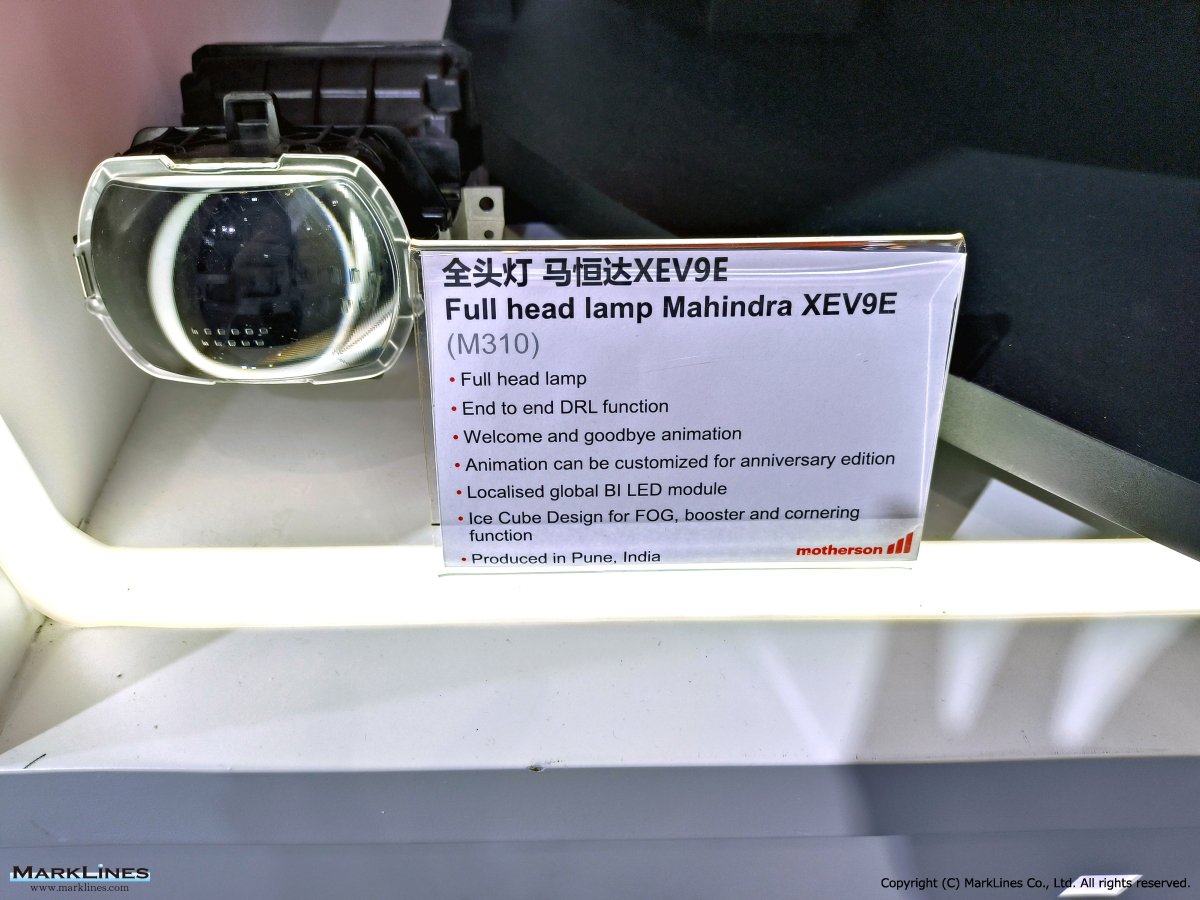 全头灯 马恒达XEV9E
Full head lamp Mahindra XEV9E
(M310)
• Full head lamp
• End to end DRL function
• Welcome and goodbye animation
• Animation can be customized for anniversary edition
• Localised global BI LED module
• Ice Cube Design for FOG, booster and cornering
function
• Produced in Pune, India
motherson
MARKLINES
www.marklines.com
Copyright (C) MarkLines Co., Ltd. All rights reserved.